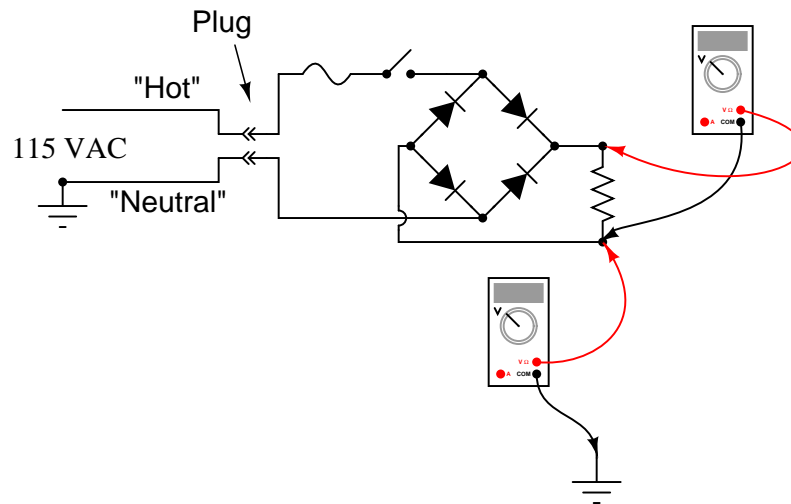 Plug
"Hot"
115 VAC
"Neutral"
V
V Ω
A COM
V
V Ω
A COM